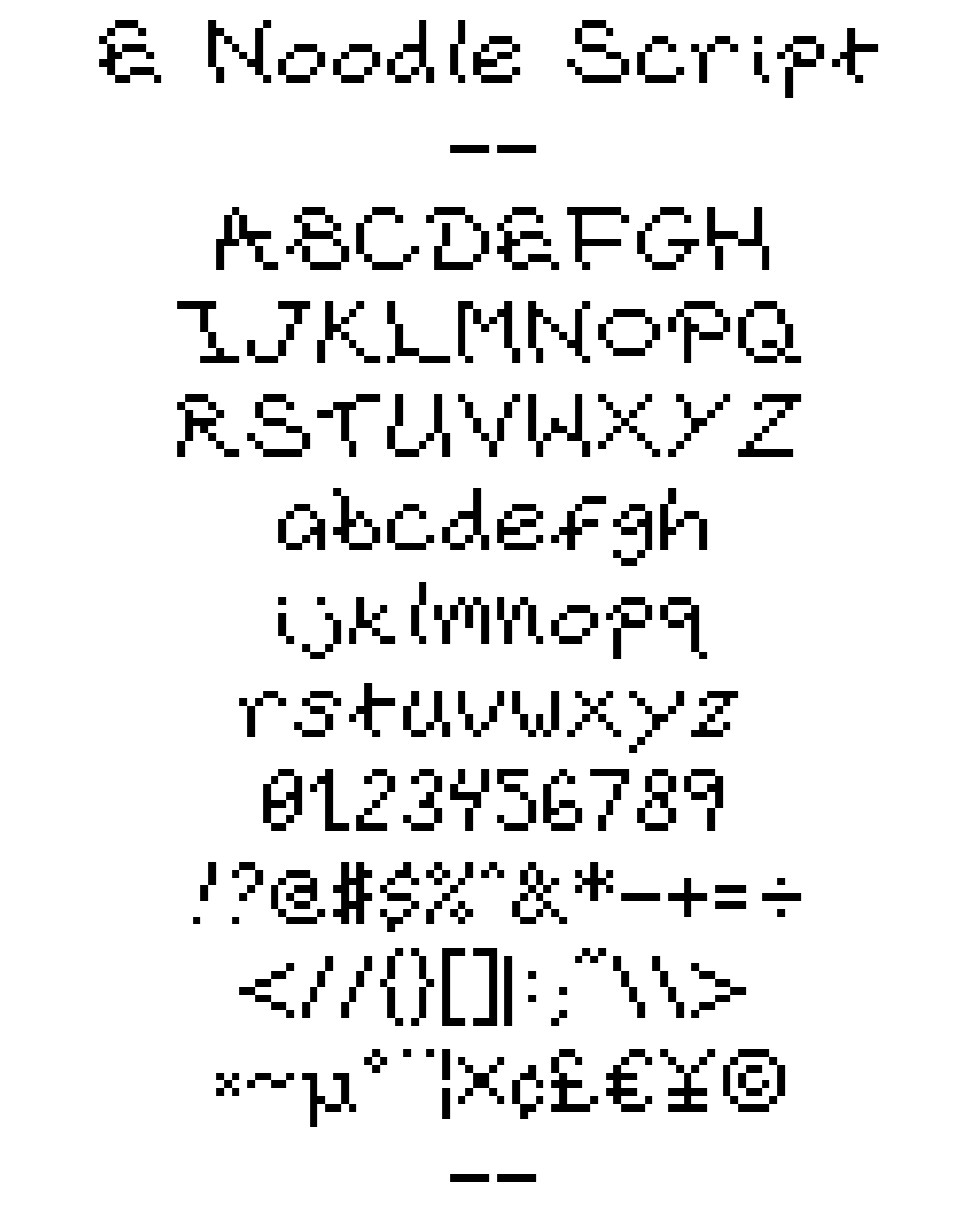 E Noodle Script
--
ABCDEFGH
IJKLMNOPQ
RSTUVWXYZ
abcdefgh
ijklmnopq
rstuvwxyz
0123456789
!?@#$%^&*-+=÷
<//{}[]|:;˜\\>
¤~µ°¨¦×¢£€¥©
--